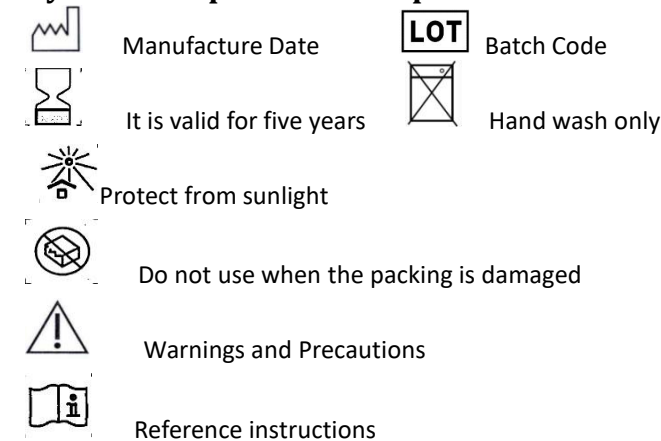 Manufacture Date LOT Batch Code
It is valid for five years Hand wash only
Protect from sunlight
Do not use when the packing is damaged
Warnings and Precautions
Reference instructions